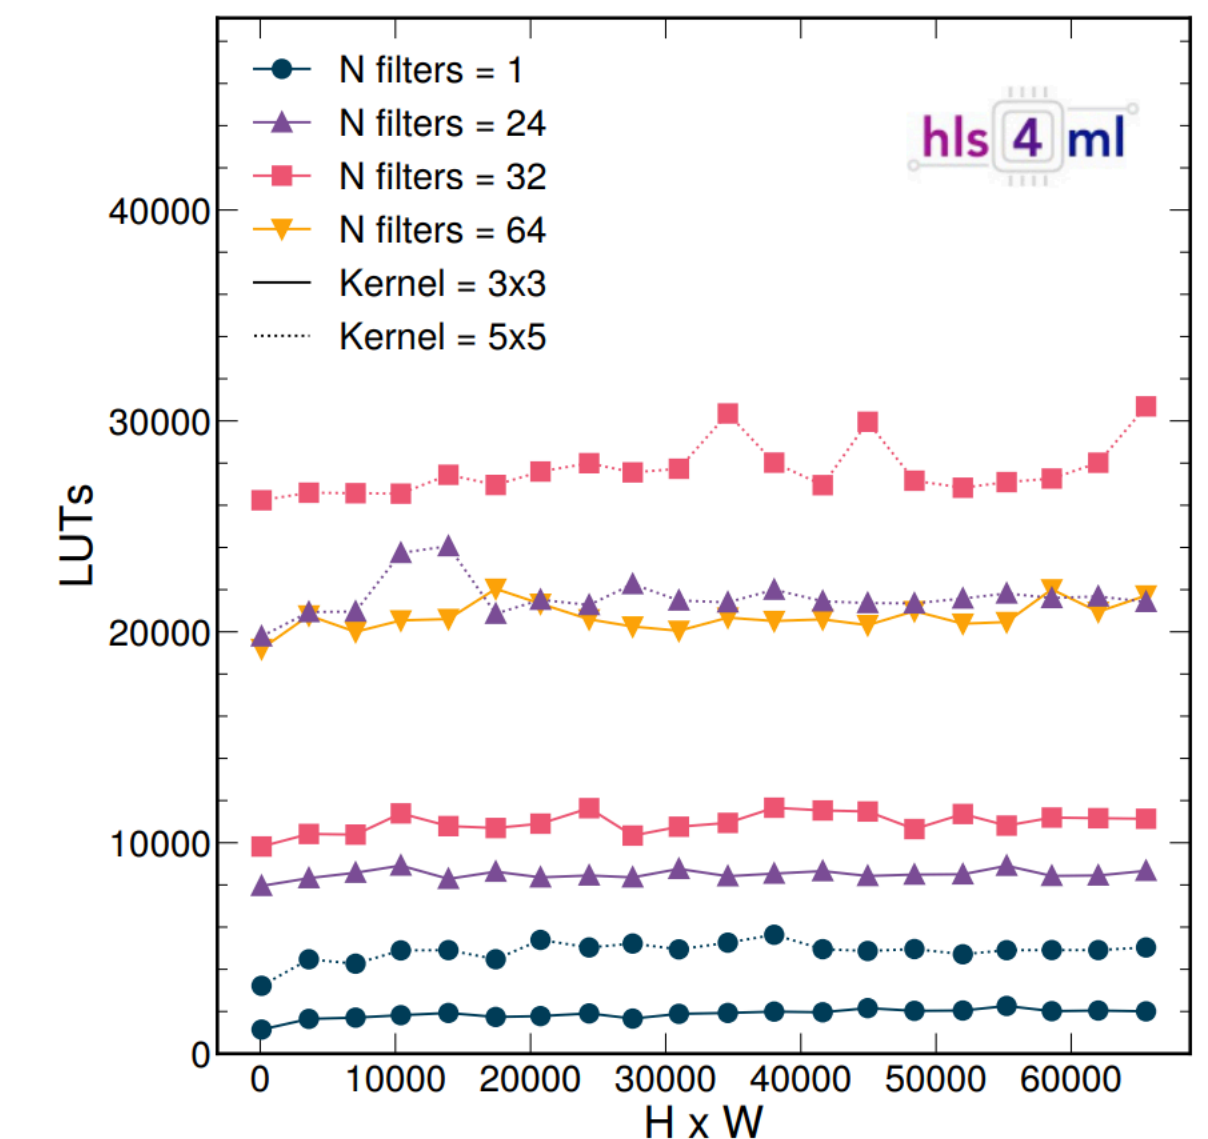 N filters = 1
N filters = 24
N filters = 32
N filters = 64
Kernel = 3x3
Kernel = 5x5
hls 4 ml
40000
30000
20000
10000
0
LUTs
0 10000 20000 30000 40000 50000 60000
H x W